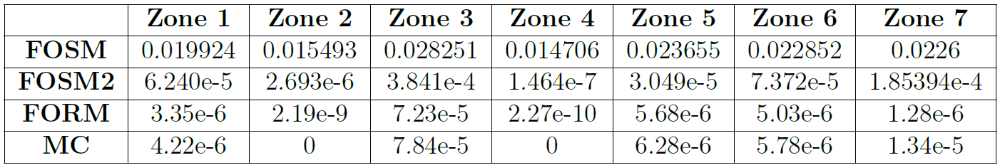 Zone 1 Zone 2 Zone 3 Zone 4 Zone 5 Zone 6 Zone 7
FOSM 0.019924 0.015493 0.028251 0.014706 0.023655 0.022852 0.0226
FOSM2 6.240e-5 2.693e-6 3.841e-4 1.464e-7 3.049e-5 7.372e-5 1.85394e-4
FORM 3.35e-6 2.19e-9 7.23e-5 2.27e-10 5.68e-6 5.03e-6 1.28e-6
MC 4.22e-6 0 7.84e-5 0 6.28e-6 5.78e-6 1.34e-5